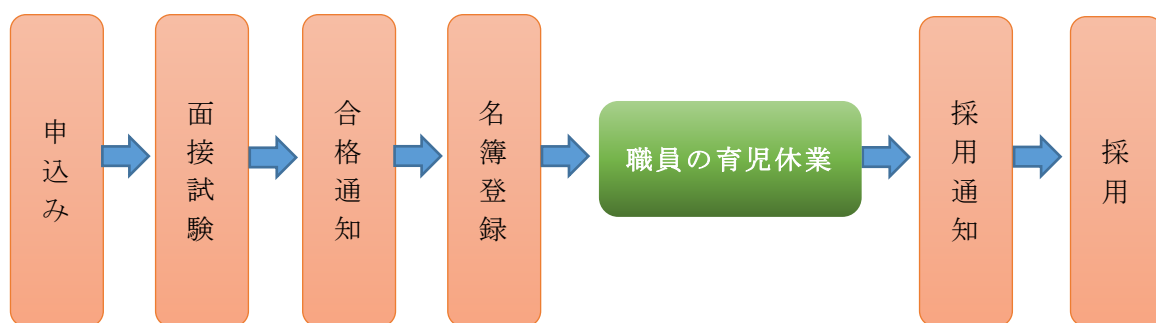 申込み
面接試験
合格通知
名簿登録
職員の育児休業
採用通知
採用